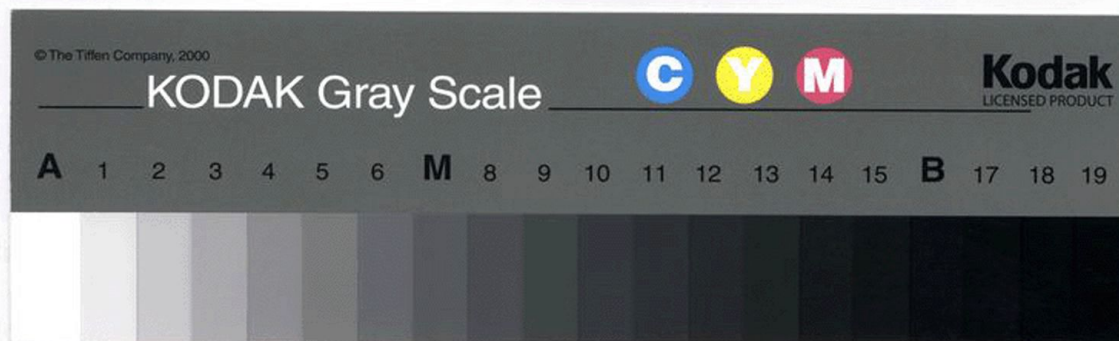 © The Tiffen Company, 2000
KODAK Gray Scale
C Y M
Kodak
LICENSED PRODUCT
A 1 2 3 4 5 6 M 8 9 10 11 12 13 14 15 B 17 18 19